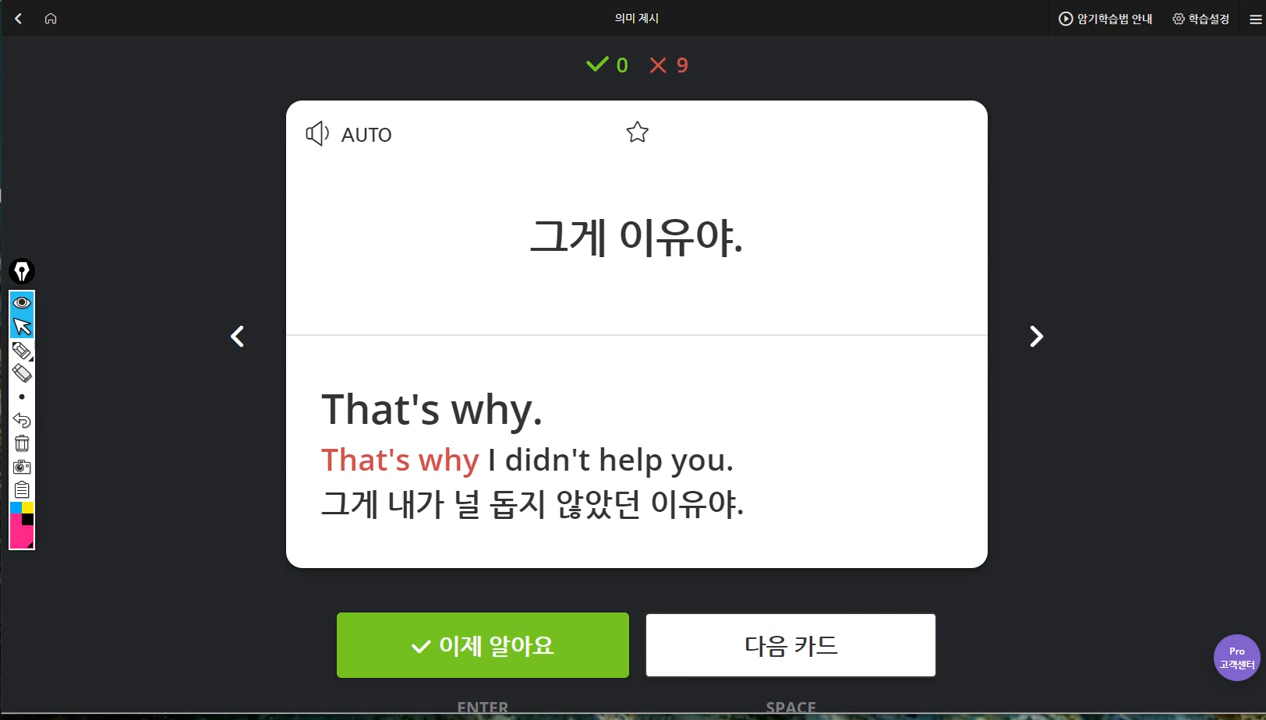 의미 제시
암기학습법 안내
학습설정
0
9
AUTO
그게 이유야.
That's why.
That's why I didn't help you.
그게 내가 널 돕지 않았던 이유야.
이제 알아요
다음 카드
ENTER
SPACE
Pro
고객센터